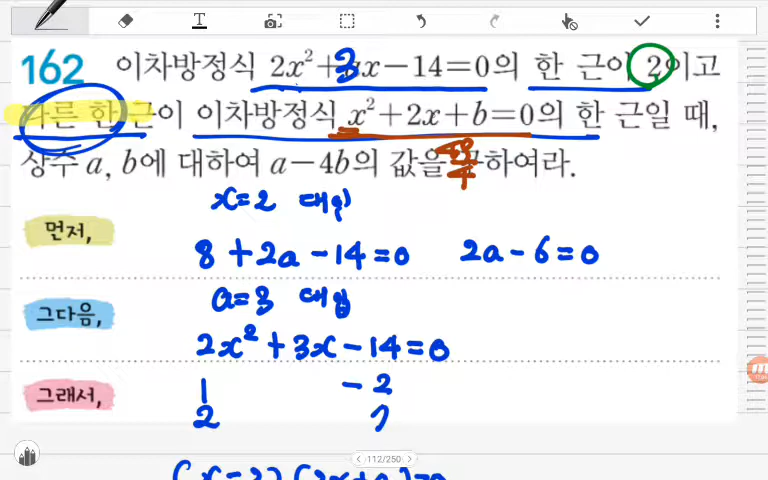 162 이차방정식 2x²+3x-14=0의 한 근이 2이고
다른 한 근이 이차방정식 x²+2x+b=0의 한 근일 때,
상수 a, b에 대하여 a-4b의 값을 구하여라.
x=2 대입
먼저, 8+2a-14=0 2a-6=0
a=3 대입
그다음,
2x²+3x-14=0
1 -2
그래서,
2 7
112/250